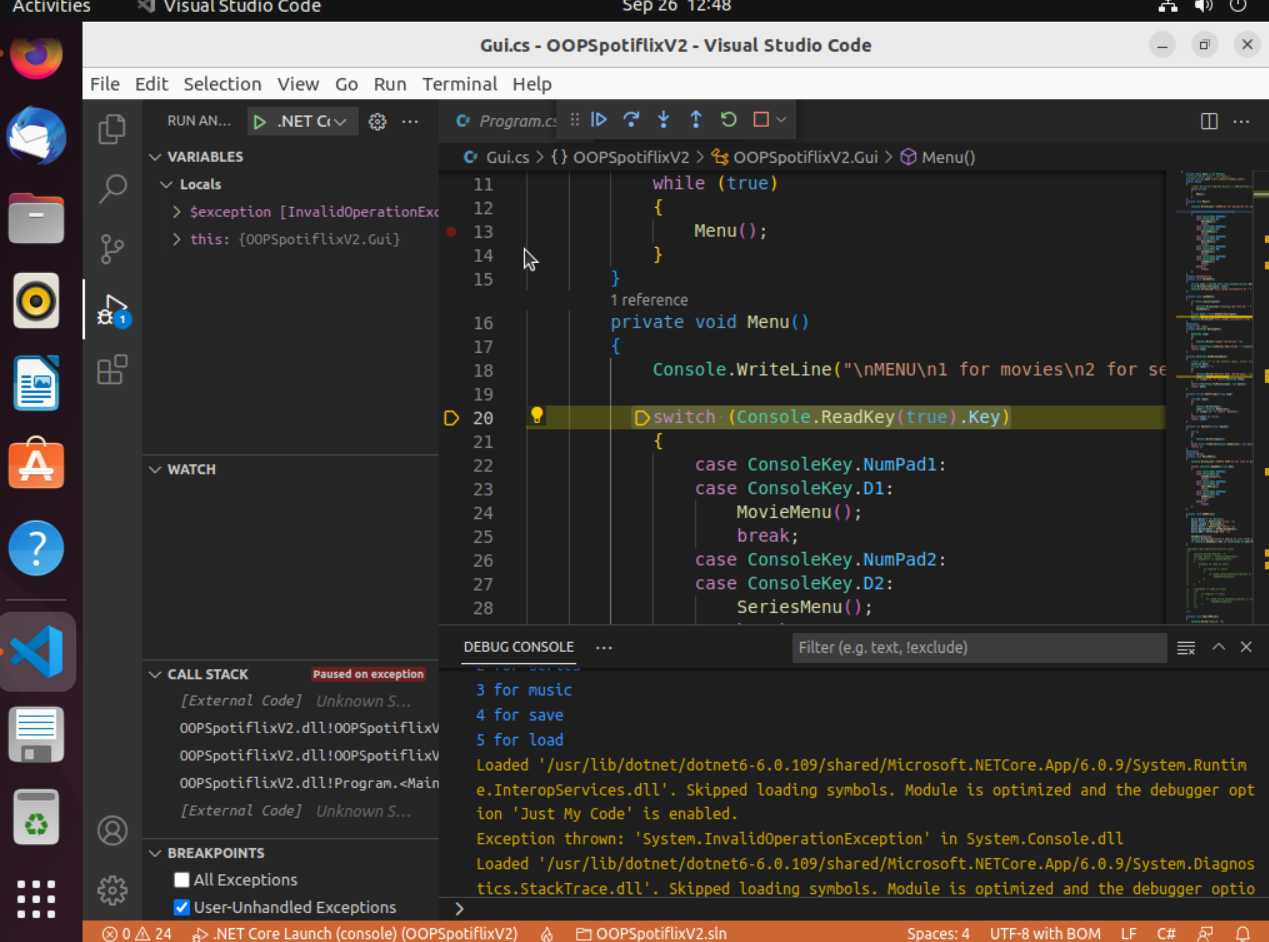 Activities Visual Studio Code Sep 26 12:48
Gui.cs - OOPSpotiflixV2 - Visual Studio Code
File Edit Selection View Go Run Terminal Help
RUN AN... .NET Co
Program.cs
Gui.cs > {} OOPSpotiflixV2 > OOPSpotiflixV2.Gui > Menu()
VARIABLES
Locals
$exception [InvalidOperationExc
this: {OOPSpotiflixV2.Gui}
11 while (true)
12 {
13 Menu();
14 }
15 }
1 reference
16 private void Menu()
17 {
18 Console.WriteLine("\nMENU\n1 for movies\n2 for se
19
20 switch (Console.ReadKey(true).Key)
21 {
22 case ConsoleKey.NumPad1:
23 case ConsoleKey.D1:
24 MovieMenu();
25 break;
26 case ConsoleKey.NumPad2:
27 case ConsoleKey.D2:
28 SeriesMenu();
1
WATCH
CALL STACK Paused on exception
[External Code] Unknown S...
OOPSpotiflixV2.dll!OOPSpotiflixV
OOPSpotiflixV2.dll!OOPSpotiflixV
OOPSpotiflixV2.dll!Program.<Main
[External Code] Unknown S...
BREAKPOINTS
All Exceptions
User-Unhandled Exceptions
DEBUG CONSOLE ... Filter (e.g. text, !exclude)
2 for series
3 for music
4 for save
5 for load
Loaded '/usr/lib/dotnet/dotnet6-6.0.109/shared/Microsoft.NETCore.App/6.0.9/System.Runtim
e.InteropServices.dll'. Skipped loading symbols. Module is optimized and the debugger opt
ion 'Just My Code' is enabled.
Exception thrown: 'System.InvalidOperationException' in System.Console.dll
Loaded '/usr/lib/dotnet/dotnet6-6.0.109/shared/Microsoft.NETCore.App/6.0.9/System.Diagnos
tics.StackTrace.dll'. Skipped loading symbols. Module is optimized and the debugger optio
>
0 24 .NET Core Launch (console) (OOPSpotiflixV2) OOPSpotiflixV2.sln Spaces: 4 UTF-8 with BOM LF C#